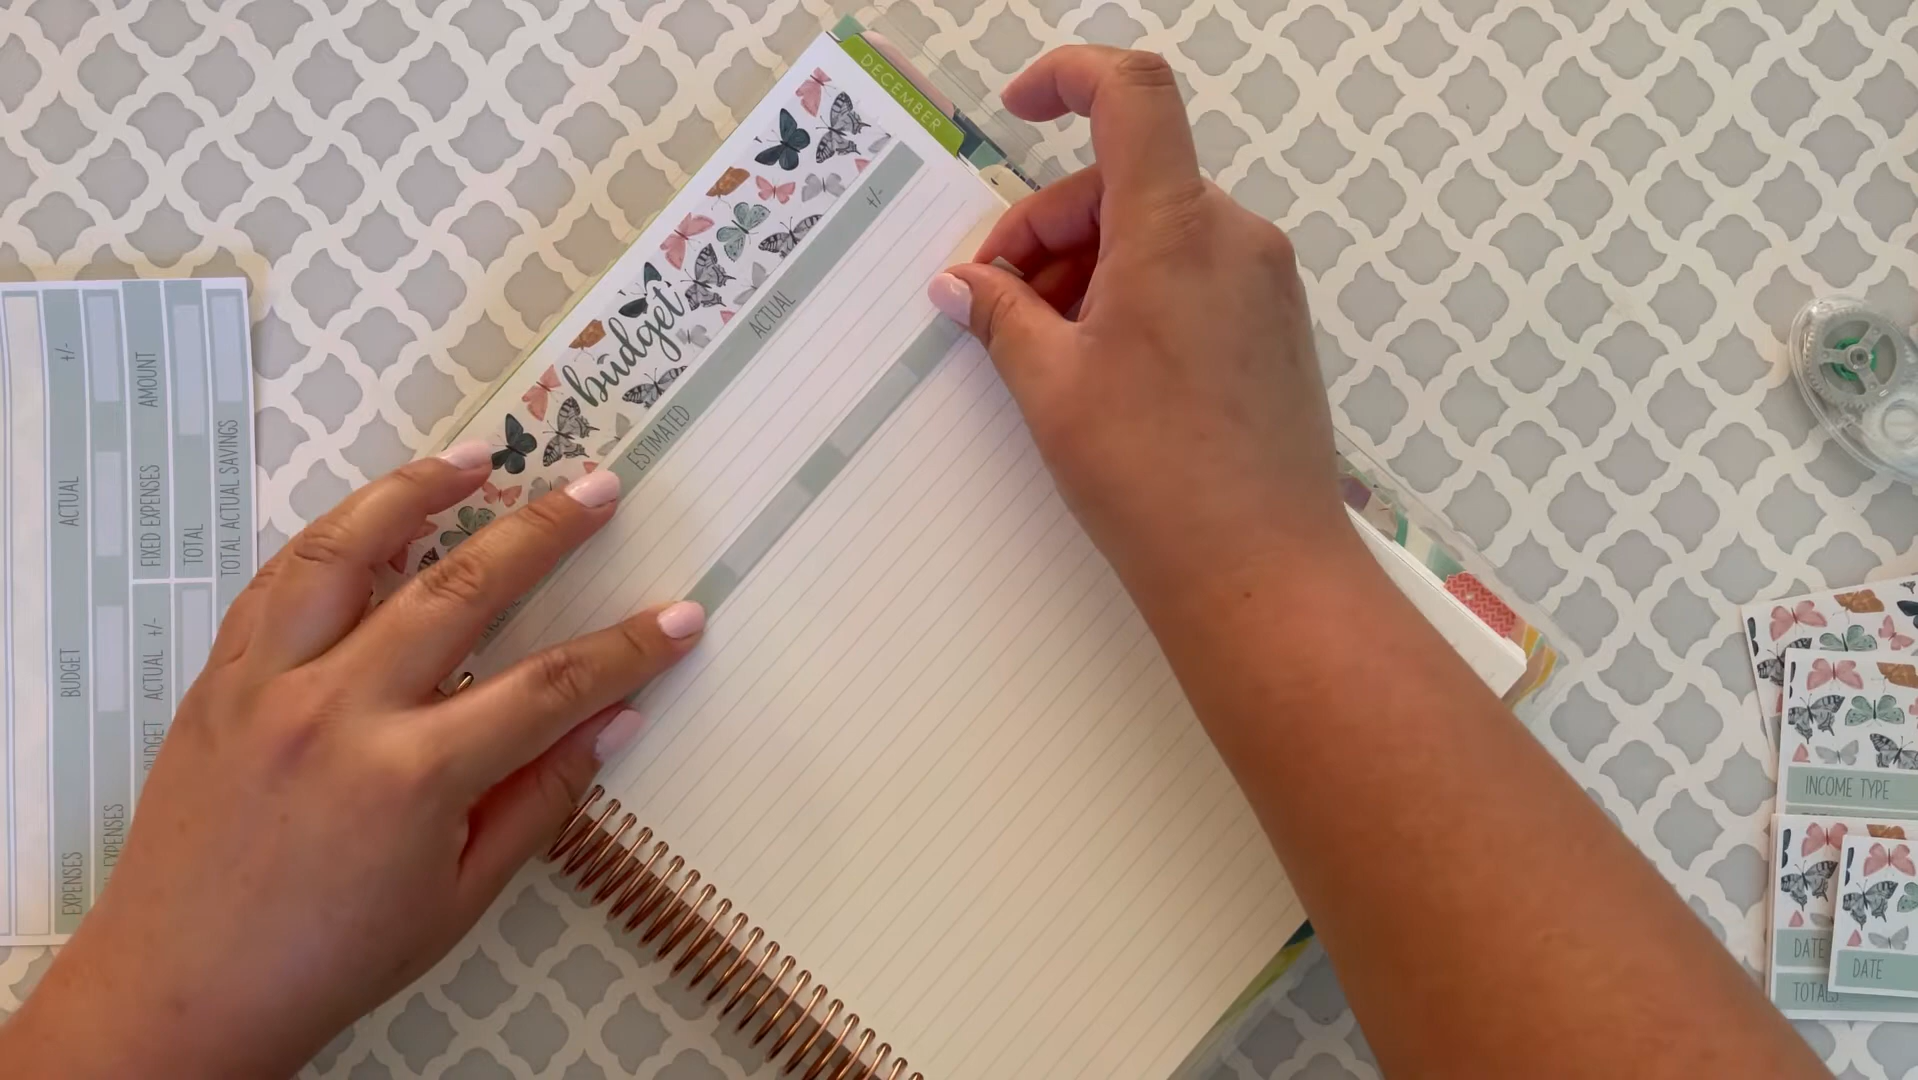 DECEMBER
budget
ESTIMATED ACTUAL +/-
EXPENSES BUDGET ACTUAL +/-
EXPENSES
FIXED EXPENSES AMOUNT
BUDGET ACTUAL +/-
TOTAL
TOTAL ACTUAL SAVINGS
INCOME TYPE
DATE
TOTALS
DATE